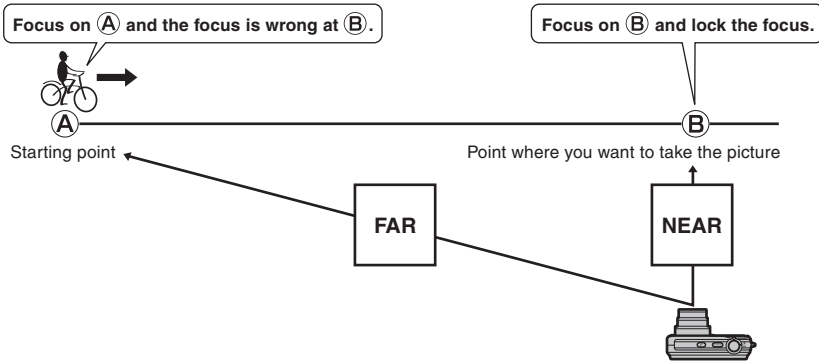 Focus on Ⓐ and the focus is wrong at Ⓑ.
Focus on Ⓑ and lock the focus.
Ⓐ
Ⓑ
Starting point
Point where you want to take the picture
FAR
NEAR